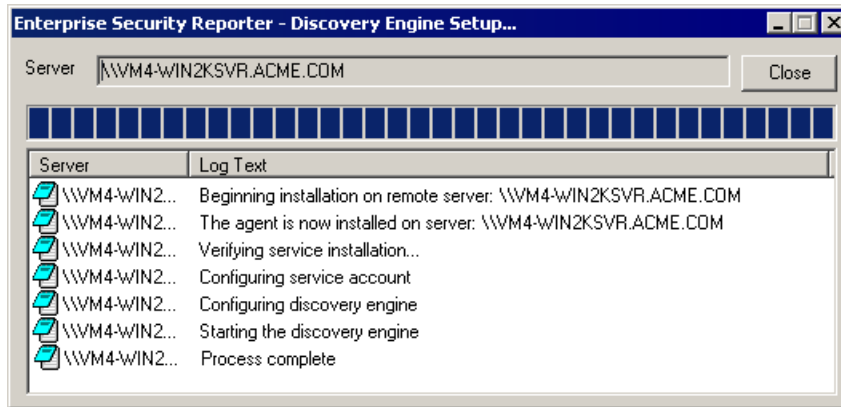 Enterprise Security Reporter - Discovery Engine Setup...
Server \\VM4-WIN2KSVR.ACME.COM Close
Server Log Text
\\VM4-WIN2... Beginning installation on remote server: \\VM4-WIN2KSVR.ACME.COM
\\VM4-WIN2... The agent is now installed on server: \\VM4-WIN2KSVR.ACME.COM
\\VM4-WIN2... Verifying service installation...
\\VM4-WIN2... Configuring service account
\\VM4-WIN2... Configuring discovery engine
\\VM4-WIN2... Starting the discovery engine
\\VM4-WIN2... Process complete